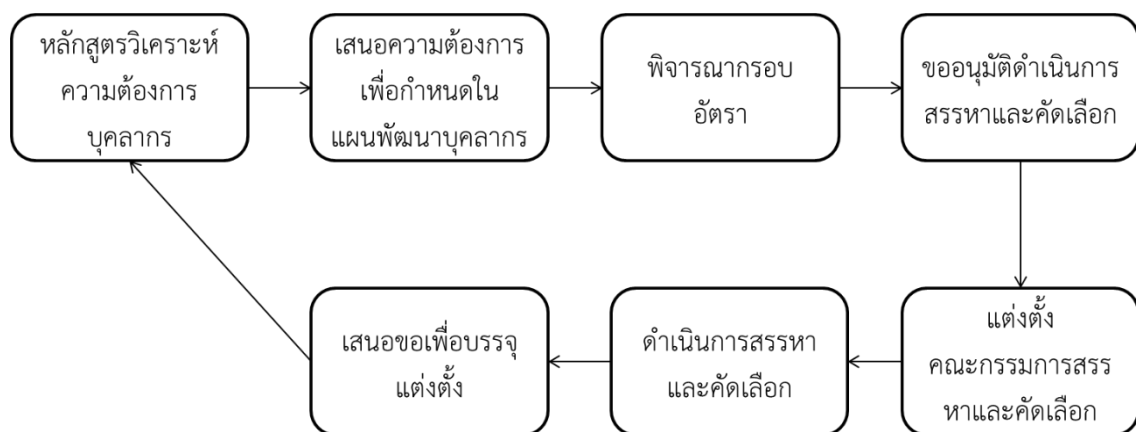 หลักสูตรวิเคราะห์
ความต้องการ
บุคลากร
เสนอความต้องการ
เพื่อกำหนดใน
แผนพัฒนาบุคลากร
พิจารณากรอบ
อัตรา
ขออนุมัติดำเนินการ
สรรหาและคัดเลือก
แต่งตั้ง
คณะกรรมการสรร
หาและคัดเลือก
ดำเนินการสรรหา
และคัดเลือก
เสนอขอเพื่อบรรจุ
แต่งตั้ง